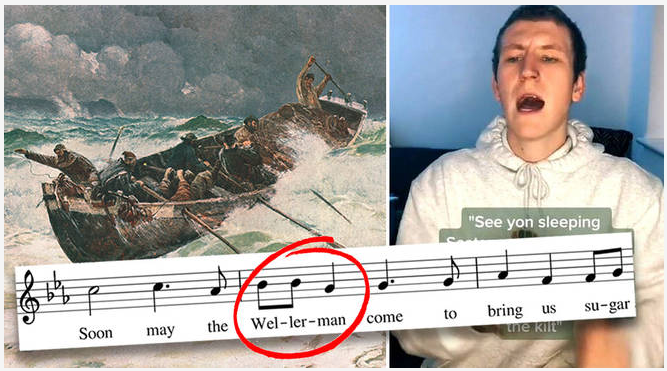 "See yon sleeping
Soon may the Wel-ler-man come to bring us su-gar
the kilt"